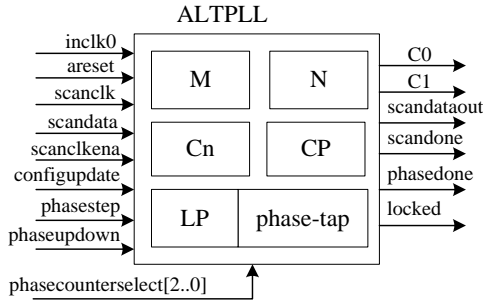 ALTPLL
inclk0
areset
scanclk
scandata
scanclkena
configupdate
phasestep
phaseupdown
phasecounterselect[2..0]
M
N
Cn
CP
LP
phase-tap
C0
C1
scandataout
scandone
phasedone
locked